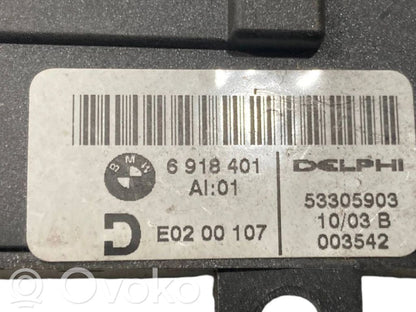 BMW
6 918 401 DELPHI
AI:01 53305903
10/03 B
D E02 00 107 003542
© ovoko